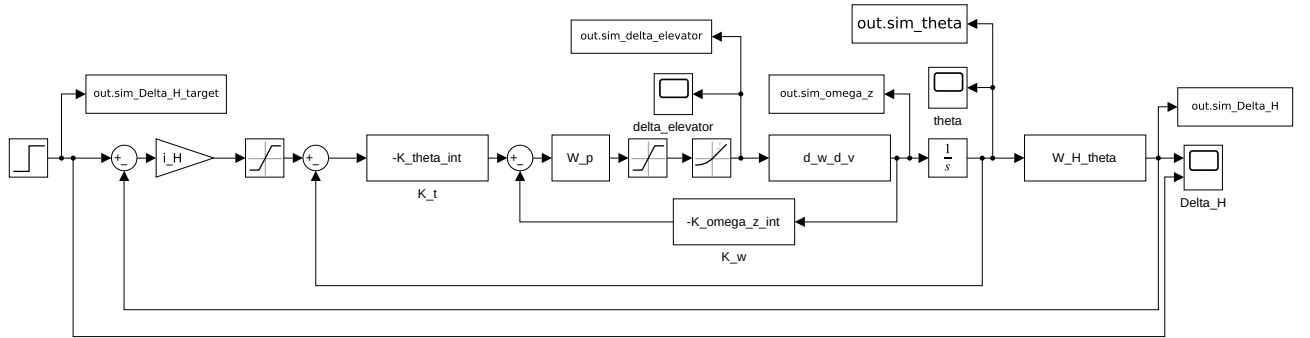 out.sim_theta
out.sim_delta_elevator
out.sim_Delta_H_target
delta_elevator
out.sim_omega_z
theta
out.sim_Delta_H
+
_
i_H
+
_
-K_theta_int
K_t
+
_
W_p
d_w_d_v
1
s
W_H_theta
Delta_H
-K_omega_z_int
K_w